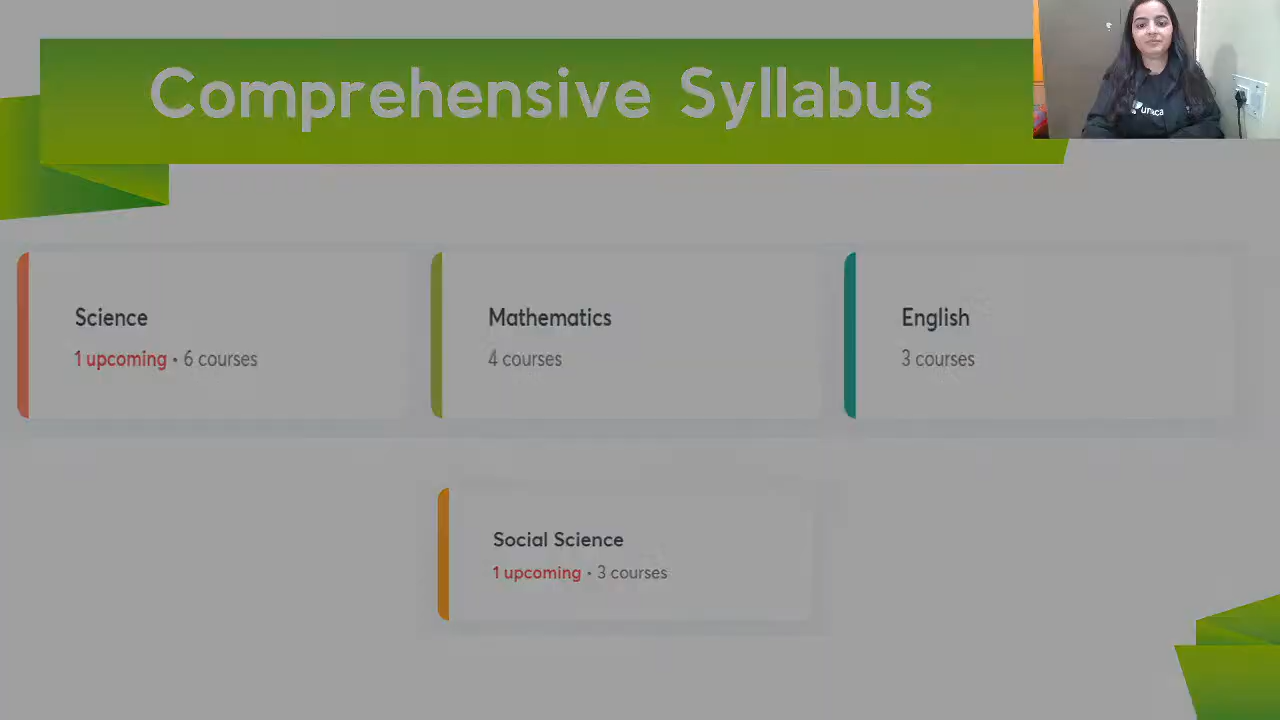 Comprehensive Syllabus
Science
1 upcoming • 6 courses
Mathematics
4 courses
English
3 courses
Social Science
1 upcoming • 3 courses